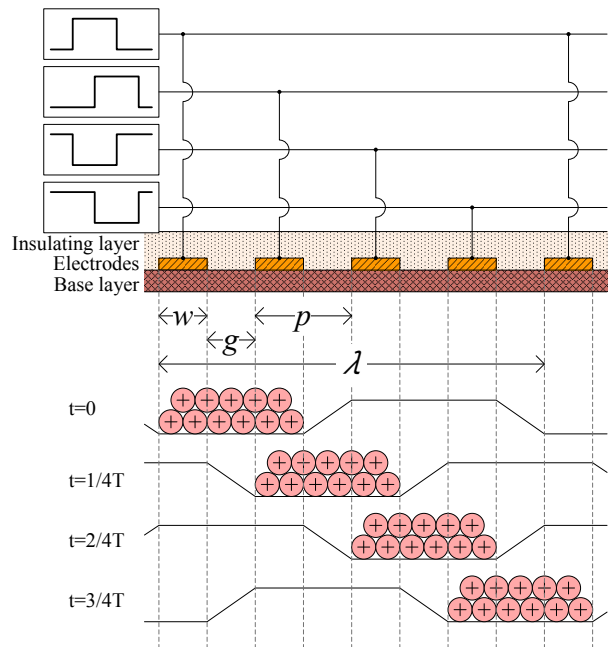 Insulating layer
Electrodes
Base layer
w
g
p
λ
t=0
+ + + + +
+ + + + + +
t=1/4T
+ + + + +
+ + + + + +
t=2/4T
+ + + + +
+ + + + + +
t=3/4T
+ + + + +
+ + + + + +